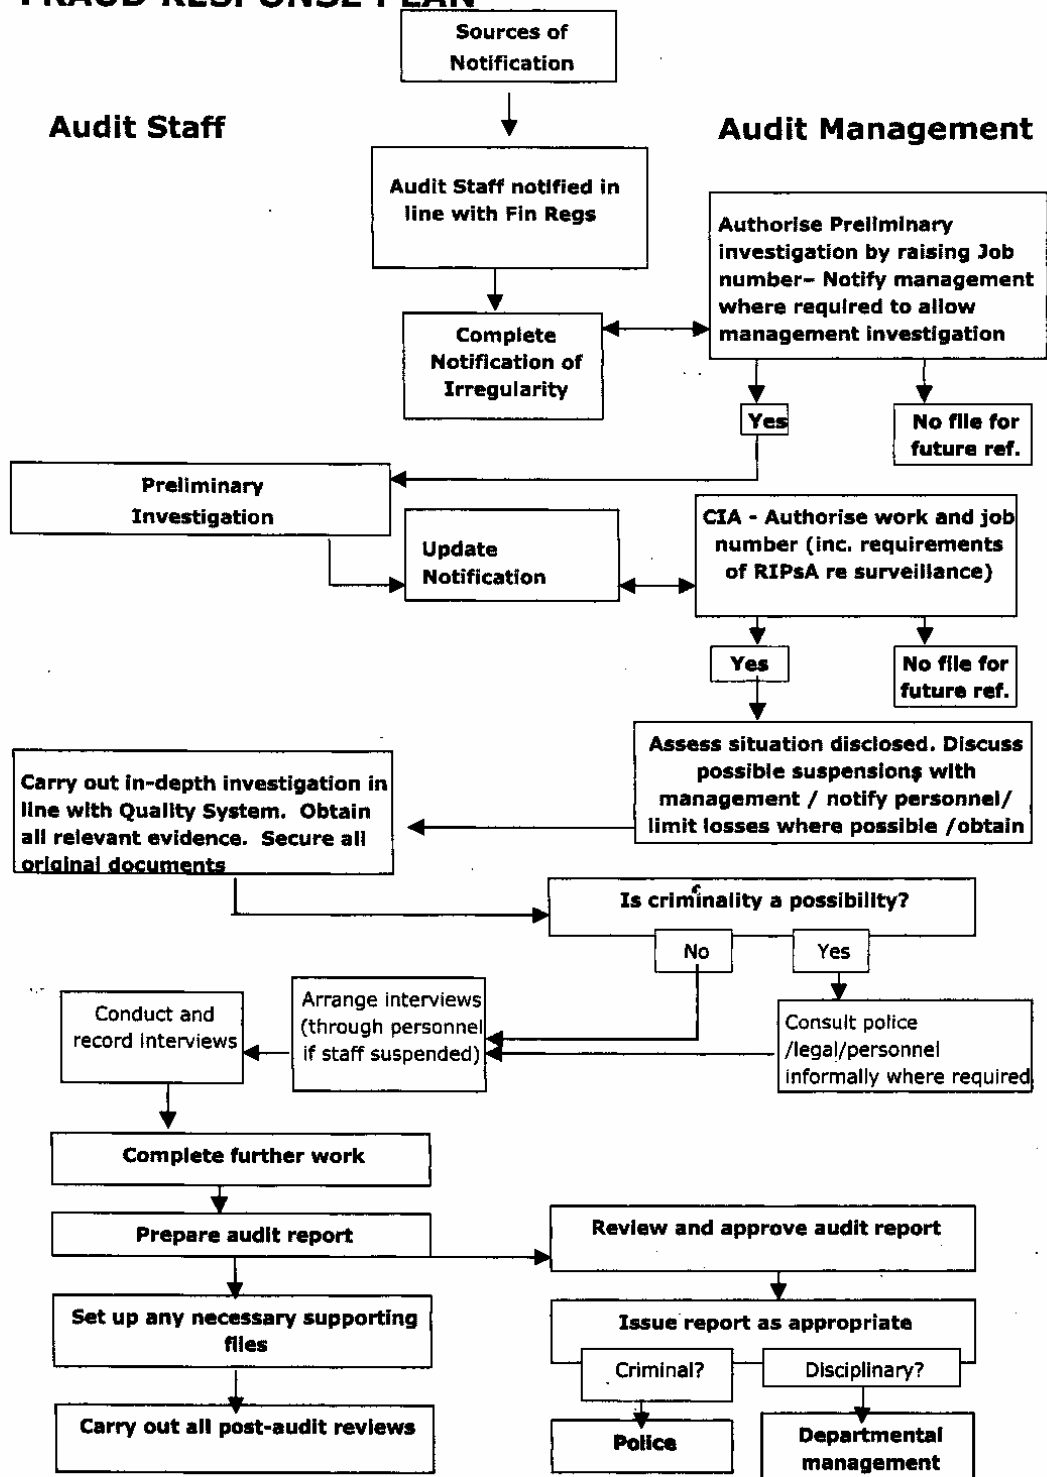 FRAUD RESPONSE PLAN
Sources of
Notification
Audit Staff
Audit Management
Audit Staff notified in
line with Fin Regs
Authorise Preliminary
investigation by raising Job
number– Notify management
where required to allow
management investigation
Complete
Notification of
Irregularity
Yes
No file for
future ref.
Preliminary
Investigation
CIA - Authorise work and job
number (inc. requirements
of RIPsA re surveillance)
Update
Notification
Yes
No file for
future ref.
Assess situation disclosed. Discuss
possible suspensions with
management / notify personnel/
limit losses where possible /obtain
Carry out in-depth investigation in
line with Quality System.  Obtain
all relevant evidence.  Secure all
original documents
Is criminality a possibility?
No
Yes
Conduct and
record interviews
Arrange interviews
(through personnel
if staff suspended)
Consult police
/legal/personnel
informally where required
Complete further work
Prepare audit report
Review and approve audit report
Set up any necessary supporting
files
Issue report as appropriate
Criminal?
Disciplinary?
Carry out all post-audit reviews
Police
Departmental
management